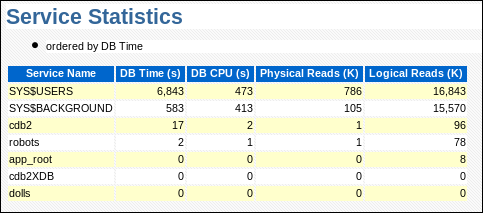 Service Statistics
• ordered by DB Time
Service Name DB Time (s) DB CPU (s) Physical Reads (K) Logical Reads (K)
SYS$USERS 6,843 473 786 16,843
SYS$BACKGROUND 583 413 105 15,570
cdb2 17 2 1 96
robots 2 1 1 78
app_root 0 0 0 8
cdb2XDB 0 0 0 0
dolls 0 0 0 0